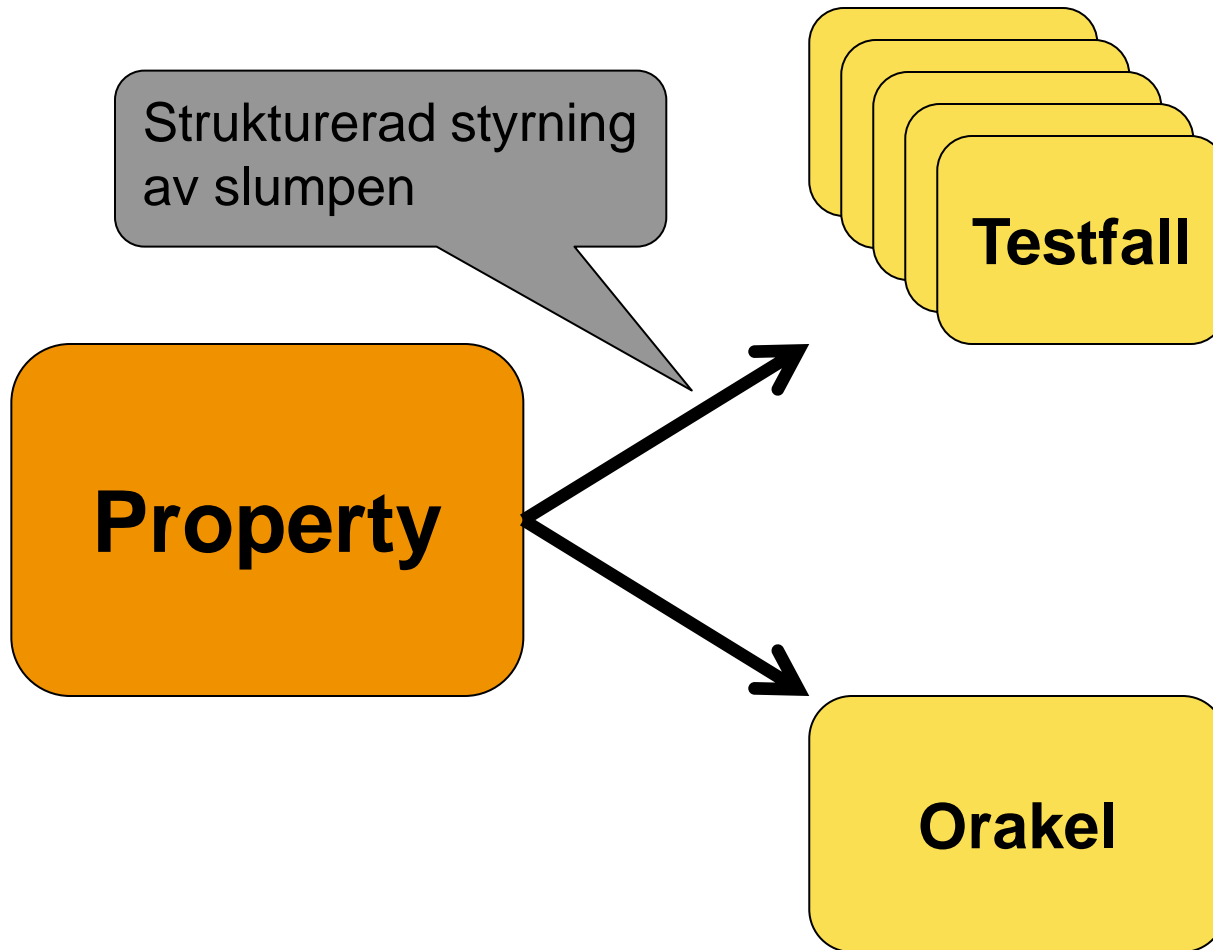 Strukturerad styrning
av slumpen
Testfall
Property
Orakel